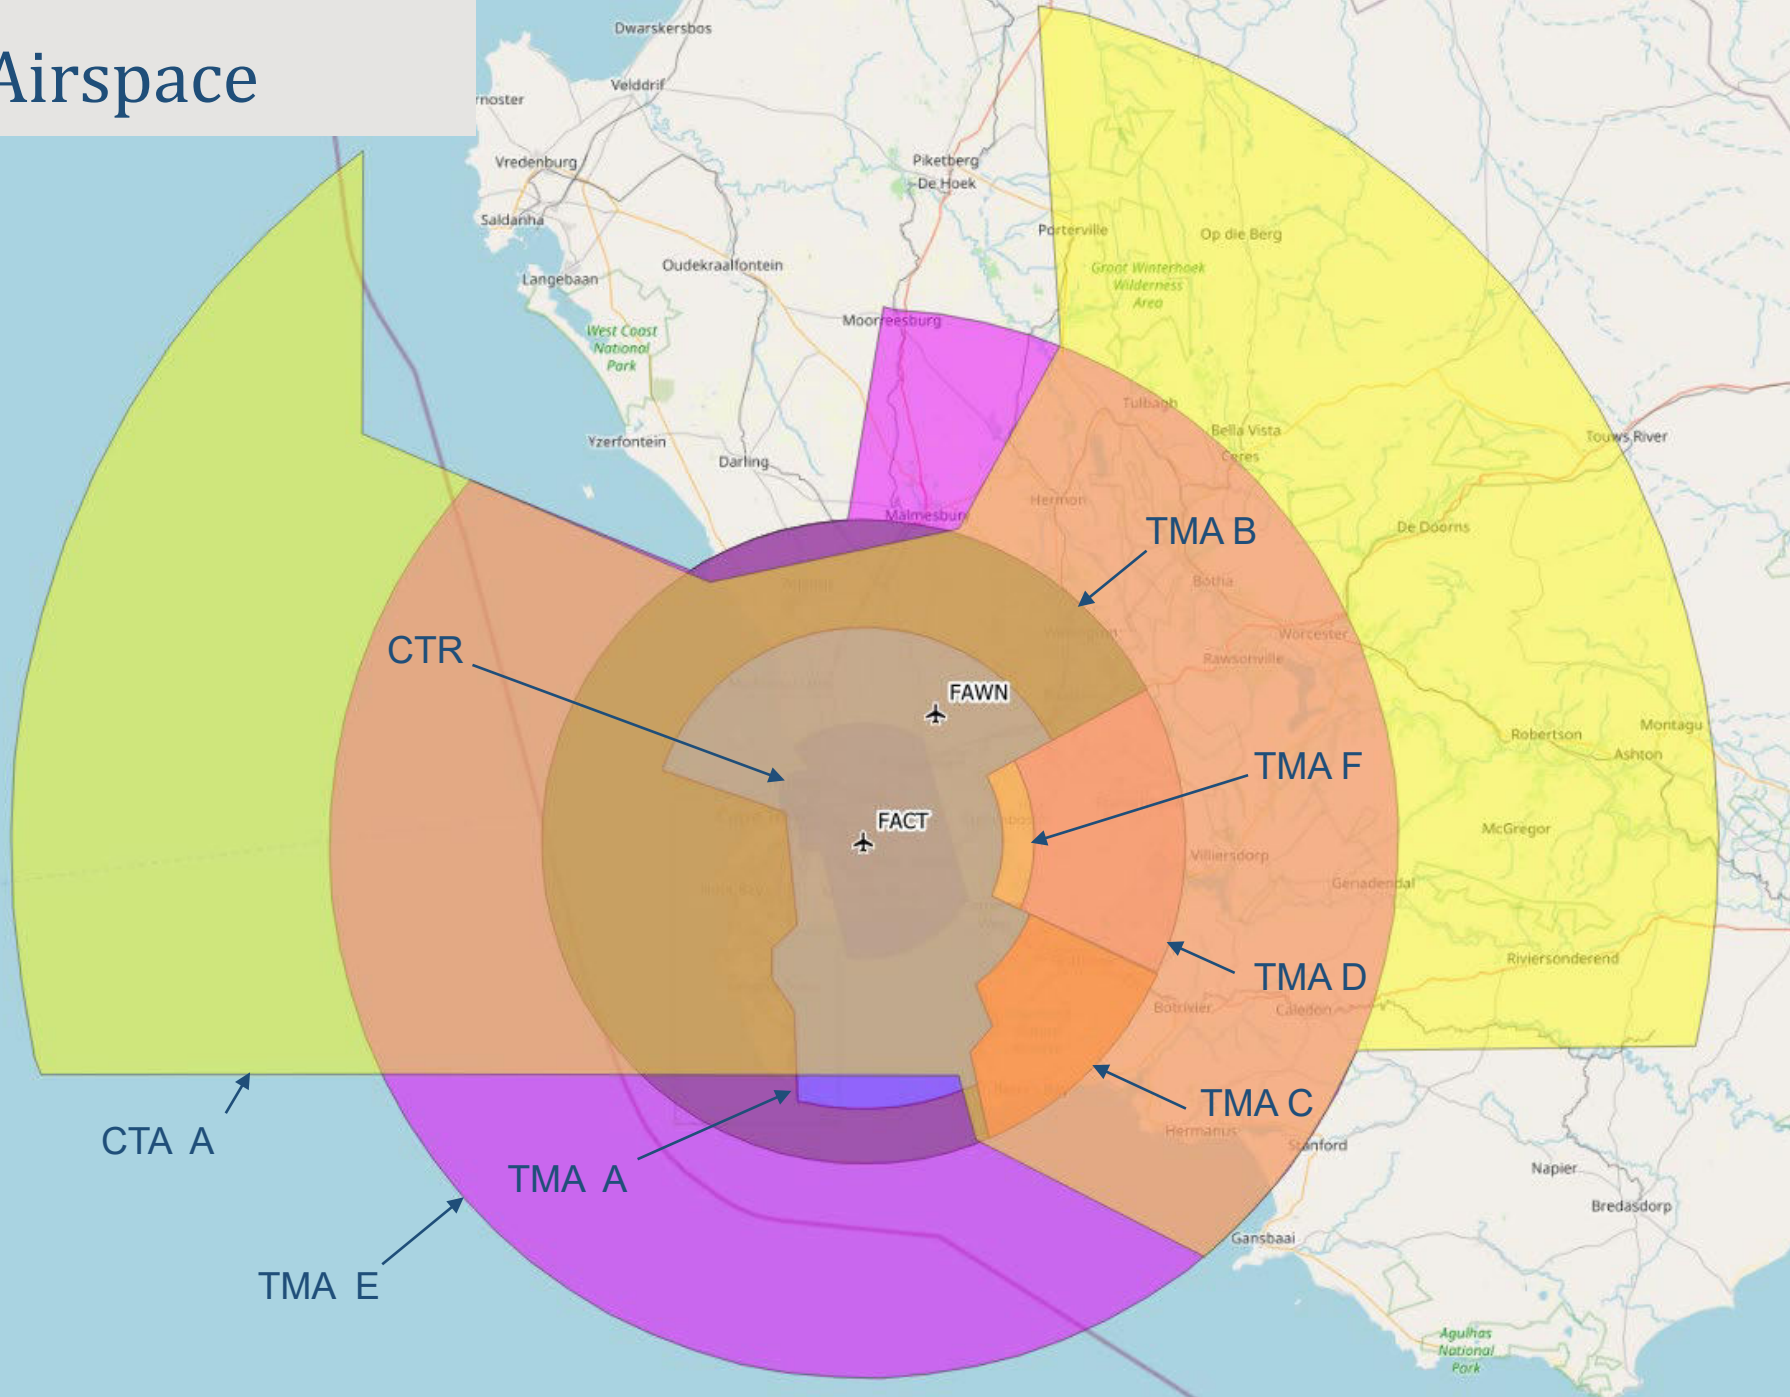 Airspace
Dwarskersbos
Velddrif
rnoster
Vredenburg
Piketberg
De Hoek
Saldanha
Porterville
Op die Berg
Oudekraalfontein
Langebaan
Groot Winterhoek
Wilderness
Area
Moorreesburg
West Coast
National
Park
Tulbagh
Bella Vista
Ceres
Touws River
Yzerfontein
Darling
Hermon
Malmesbury
De Doorns
TMA B
Botha
Worcester
Rawsonville
CTR
FAWN
Montagu
Robertson
Ashton
TMA F
FACT
McGregor
Villiersdorp
Genadendal
Riviersonderend
TMA D
Botrivier
Caledon
TMA C
CTA A
Hermanus
Stanford
TMA A
Napier
Bredasdorp
Gansbaai
TMA E
Agulhas
National
Park